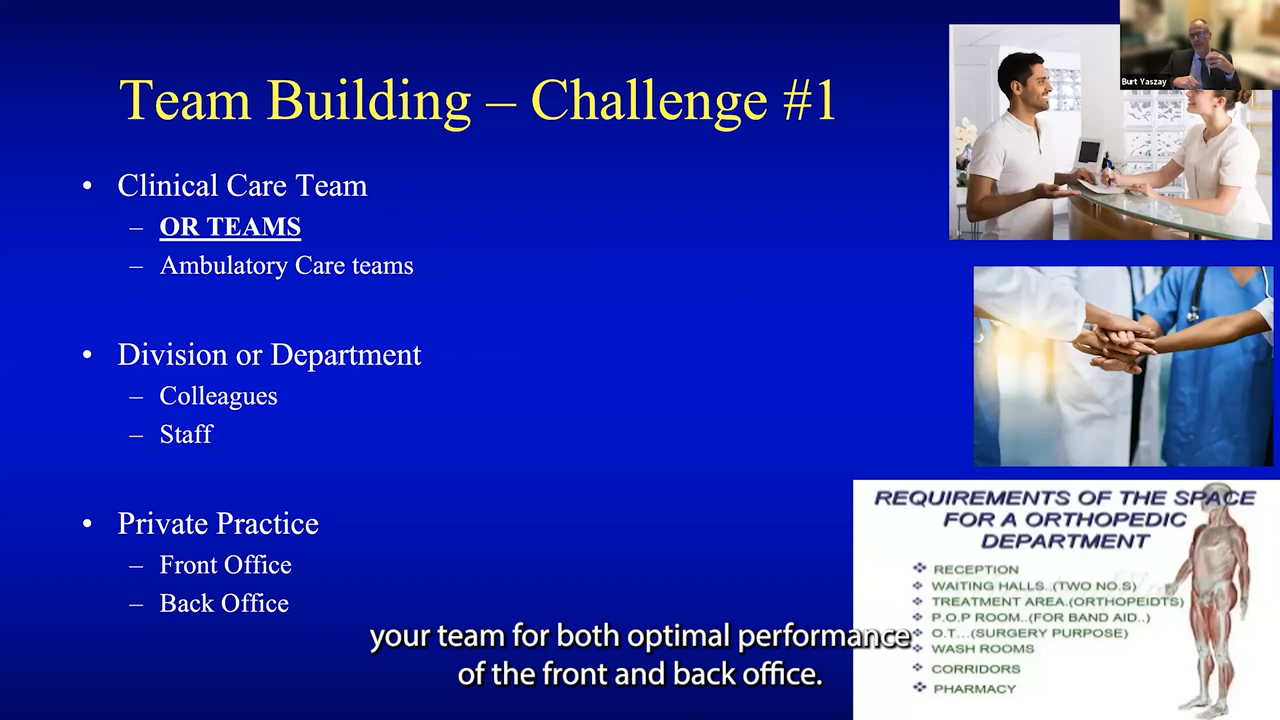 Team Building – Challenge #1
• Clinical Care Team
– OR TEAMS
– Ambulatory Care teams
• Division or Department
– Colleagues
– Staff
• Private Practice
– Front Office
– Back Office
Burt Yaszay
REQUIREMENTS OF THE SPACE
FOR A ORTHOPEDIC
DEPARTMENT
❖ RECEPTION
❖ WAITING HALLS..(TWO NO.S)
❖ TREATMENT AREA.(ORTHOPEIDTS)
❖ P.O.P ROOM..(FOR BAND AID..)
❖ O.T...(SURGERY PURPOSE)
❖ WASH ROOMS
❖ CORRIDORS
❖ PHARMACY
your team for both optimal performance
of the front and back office.